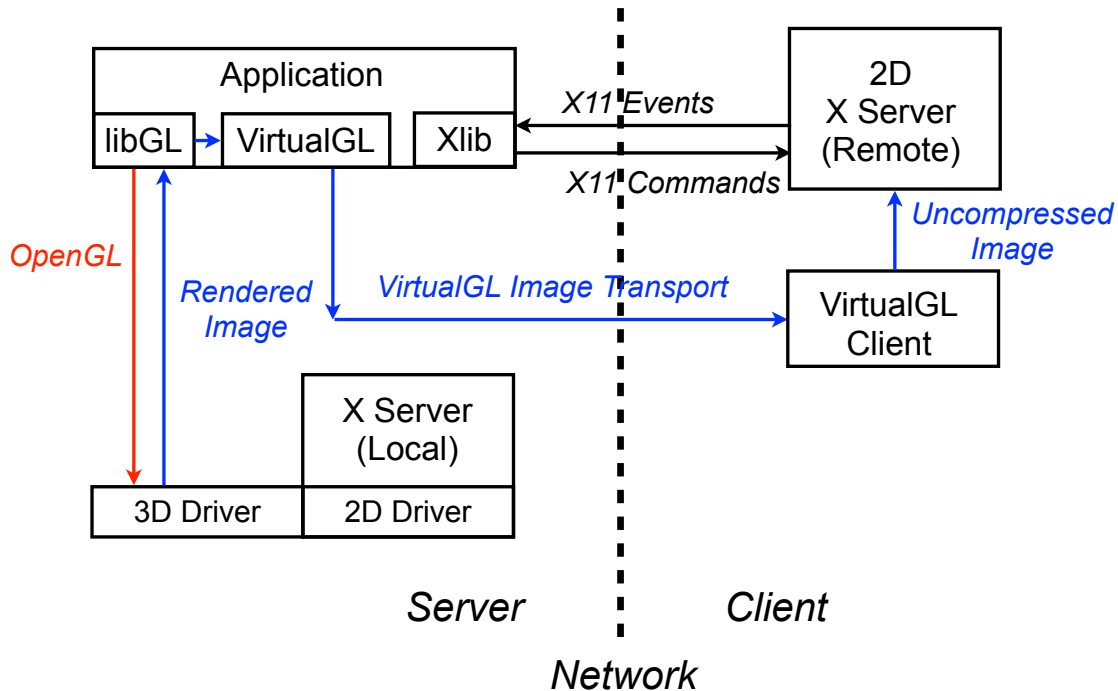 Application
libGL
VirtualGL
Xlib
X11 Events
X11 Commands
2D
X Server
(Remote)
OpenGL
Rendered
Image
VirtualGL Image Transport
Uncompressed
Image
VirtualGL
Client
X Server
(Local)
3D Driver
2D Driver
Server
Client
Network